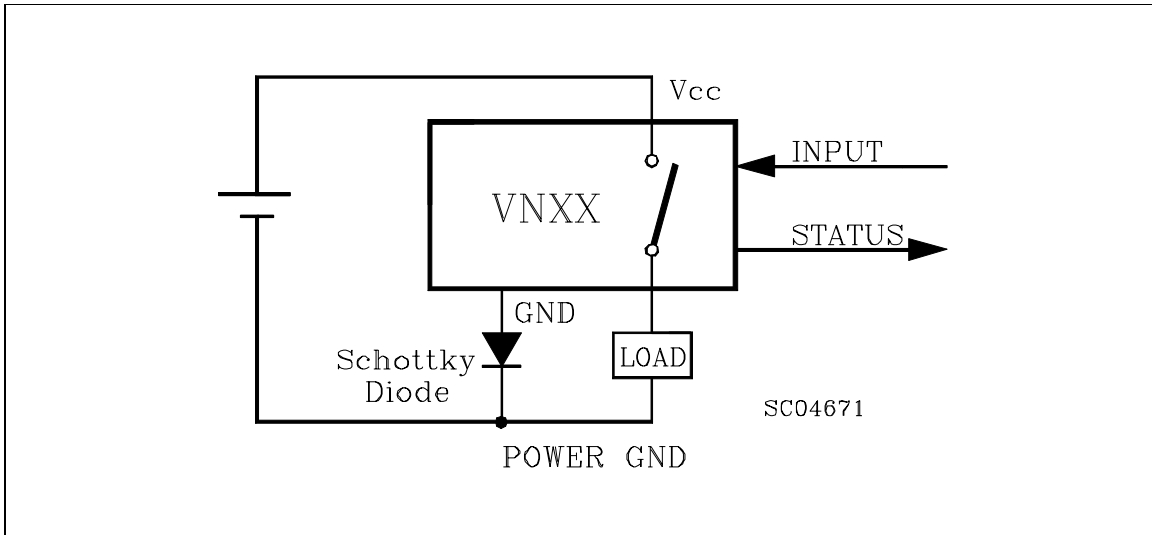 Vcc
INPUT
VNXX
STATUS
GND
Schottky
Diode
LOAD
SC04671
POWER GND